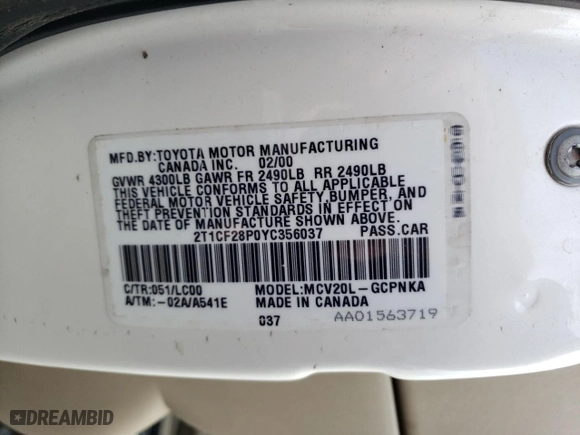 MFD.BY:TOYOTA MOTOR MANUFACTURING
CANADA INC. 02/00
GVWR 4300LB GAWR FR 2490LB RR 2490LB
THIS VEHICLE CONFORMS TO ALL APPLICABLE
FEDERAL MOTOR VEHICLE SAFETY,BUMPER, AND
THEFT PREVENTION STANDARDS IN EFFECT ON
THE DATE OF MANUFACTURE SHOWN ABOVE.
2T1CF28P0YC356037 PASS.CAR
C/TR:051/LC00 MODEL:MCV20L-GCPNKA
A/TM:-02A/A541E MADE IN CANADA
037 AA01563719
DREAMBID